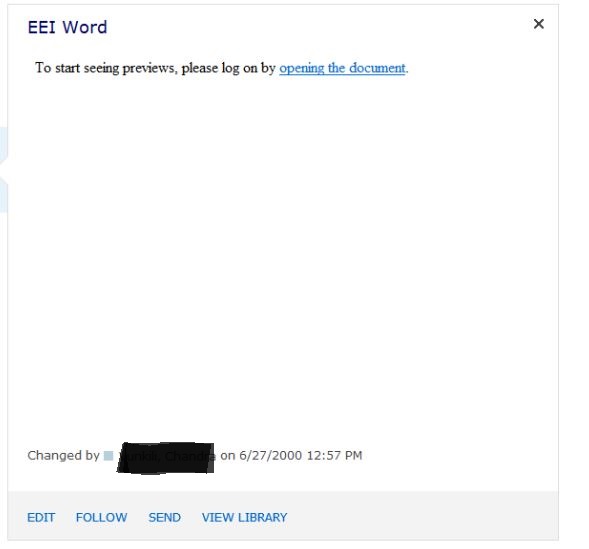 EEI Word
To start seeing previews, please log on by opening the document.
Changed by on 6/27/2000 12:57 PM
EDIT FOLLOW SEND VIEW LIBRARY